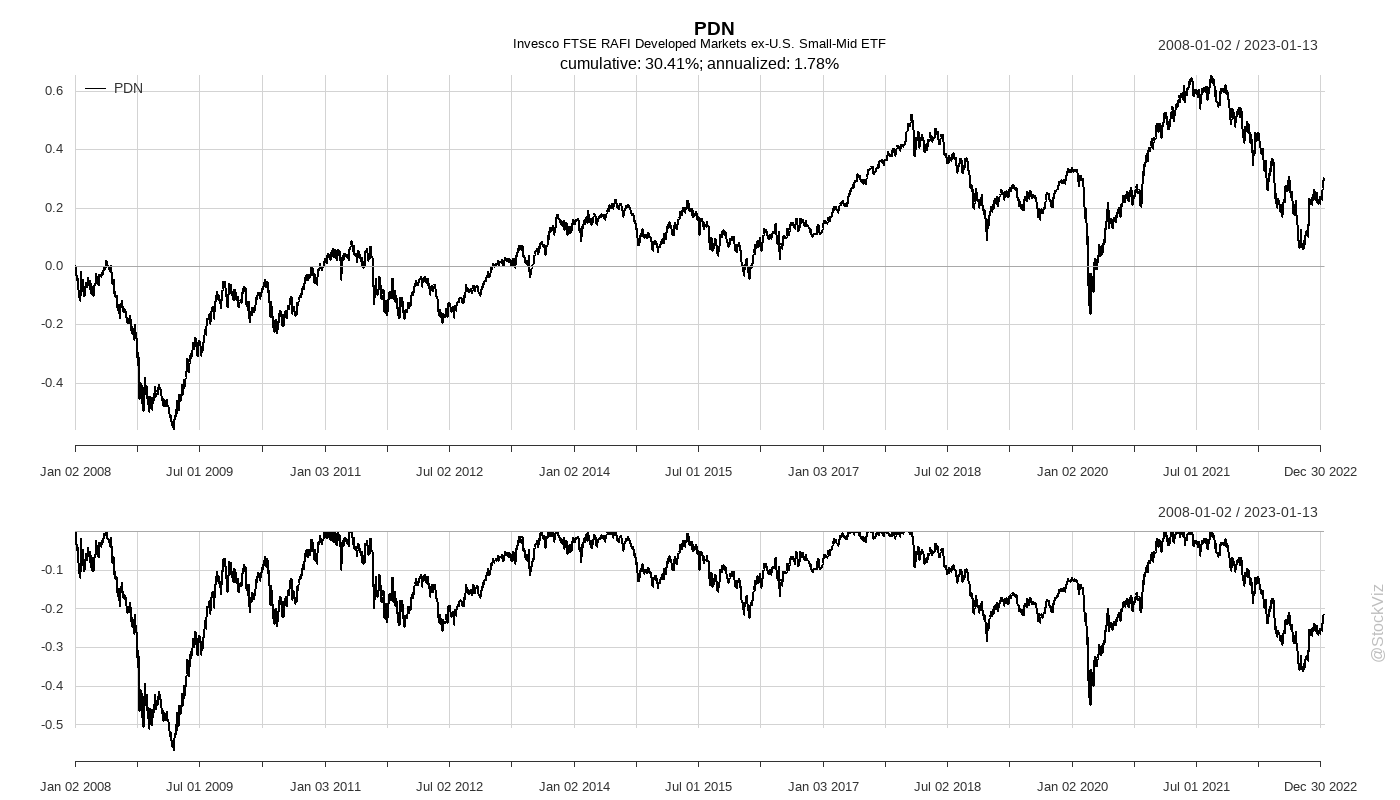 PDN
Invesco FTSE RAFI Developed Markets ex-U.S. Small-Mid ETF
cumulative: 30.41%; annualized: 1.78%
2008-01-02 / 2023-01-13
PDN
0.6
0.4
0.2
0.0
-0.2
-0.4
Jan 02 2008 Jul 01 2009 Jan 03 2011 Jul 02 2012 Jan 02 2014 Jul 01 2015 Jan 03 2017 Jul 02 2018 Jan 02 2020 Jul 01 2021 Dec 30 2022
2008-01-02 / 2023-01-13
-0.1
-0.2
-0.3
-0.4
-0.5
Jan 02 2008 Jul 01 2009 Jan 03 2011 Jul 02 2012 Jan 02 2014 Jul 01 2015 Jan 03 2017 Jul 02 2018 Jan 02 2020 Jul 01 2021 Dec 30 2022
@StockViz